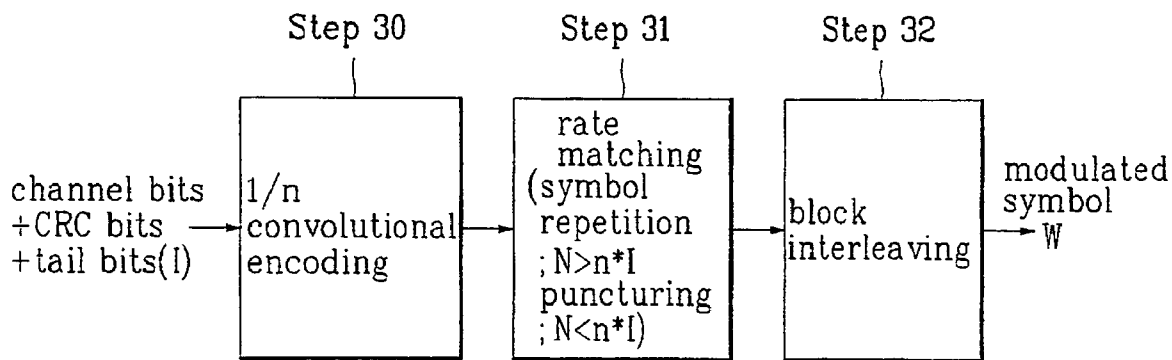 Step 30
Step 31
Step 32
channel bits
+CRC bits
+tail bits(I)
1/n
convolutional
encoding
rate
matching
(symbol
repetition
;N>n*I
puncturing
;N<n*I)
block
interleaving
modulated
symbol
W